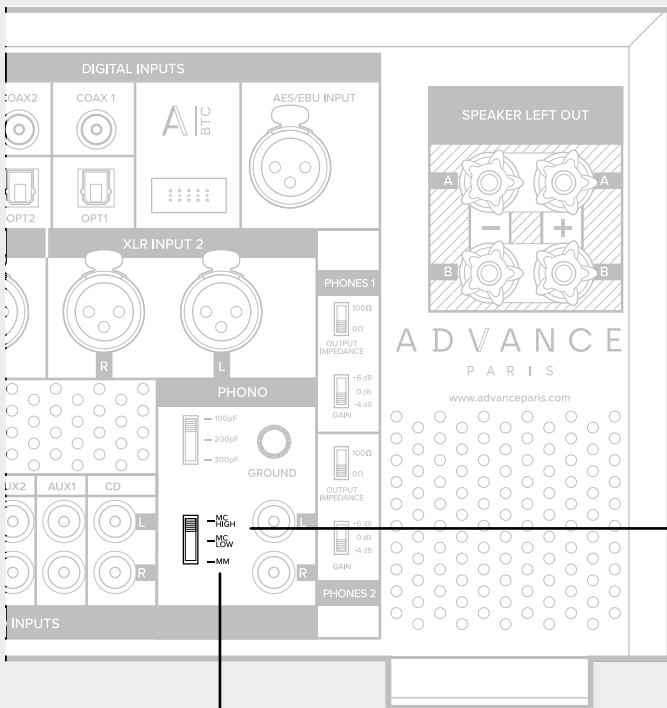 DIGITAL INPUTS
COAX2
COAX 1
A BTC
AES/EBU INPUT
OPT2
OPT1
SPEAKER LEFT OUT
A
A
B
B
XLR INPUT 2
R
L
PHONES 1
100Ω
0Ω
OUTPUT
IMPEDANCE
+6 dB
0 dB
-4 dB
GAIN
ADVANCE
PARIS
www.advanceparis.com
PHONO
100pF
200pF
300pF
GROUND
100Ω
0Ω
OUTPUT
IMPEDANCE
+6 dB
0 dB
-4 dB
GAIN
PHONES 2
UX2
AUX1
CD
L
R
MC
HIGH
MC
LOW
MM
L
R
INPUTS